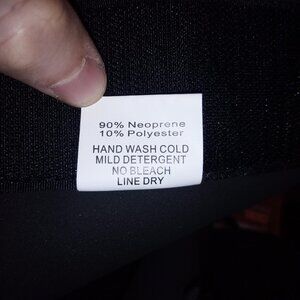 90% Neoprene
10% Polyester
HAND WASH COLD
MILD DETERGENT
NO BLEACH
LINE DRY